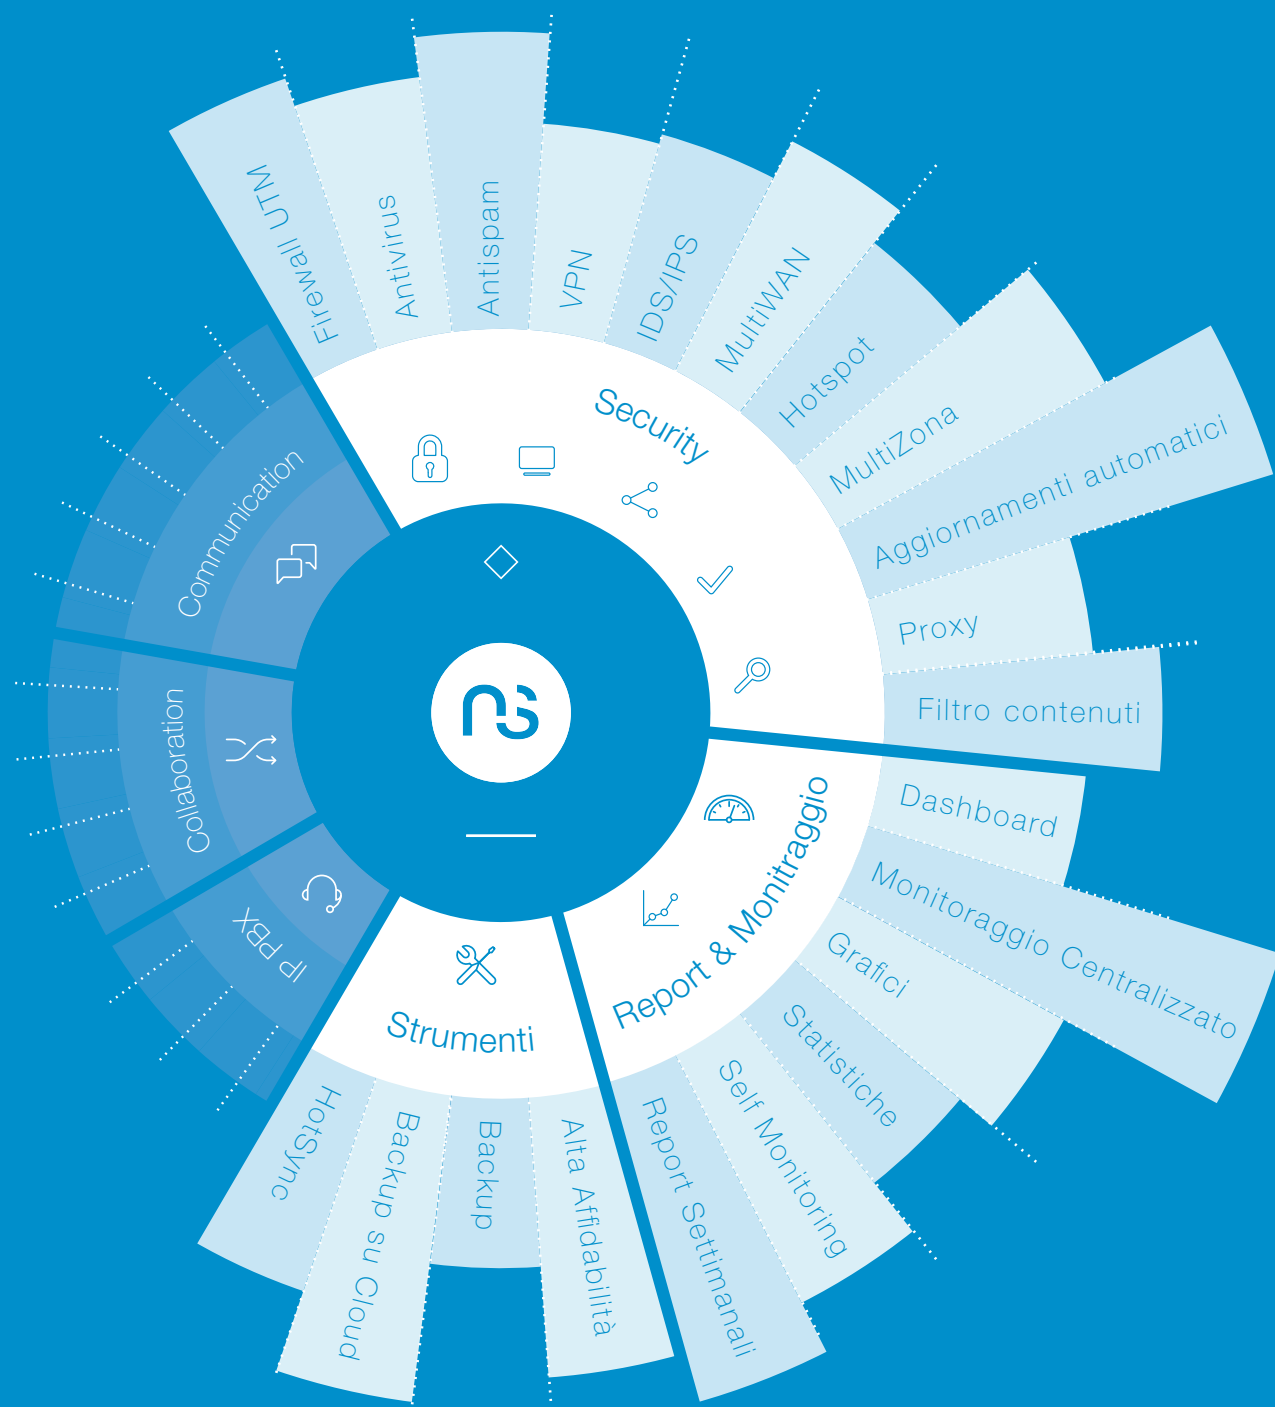 Firewall UTM
Antivirus
Antispam
VPN
IDS/IPS
MultiWAN
Hotspot
MultiZona
Aggiornamenti automatici
Proxy
Filtro contenuti
Security
Dashboard
Monitoraggio Centralizzato
Grafici
Statistiche
Self Monitoring
Report Settimanali
Report & Monitraggio
Alta Affidabilità
Backup
Backup su Cloud
HotSync
Strumenti
IP PBX
Collaboration
Communication
ns